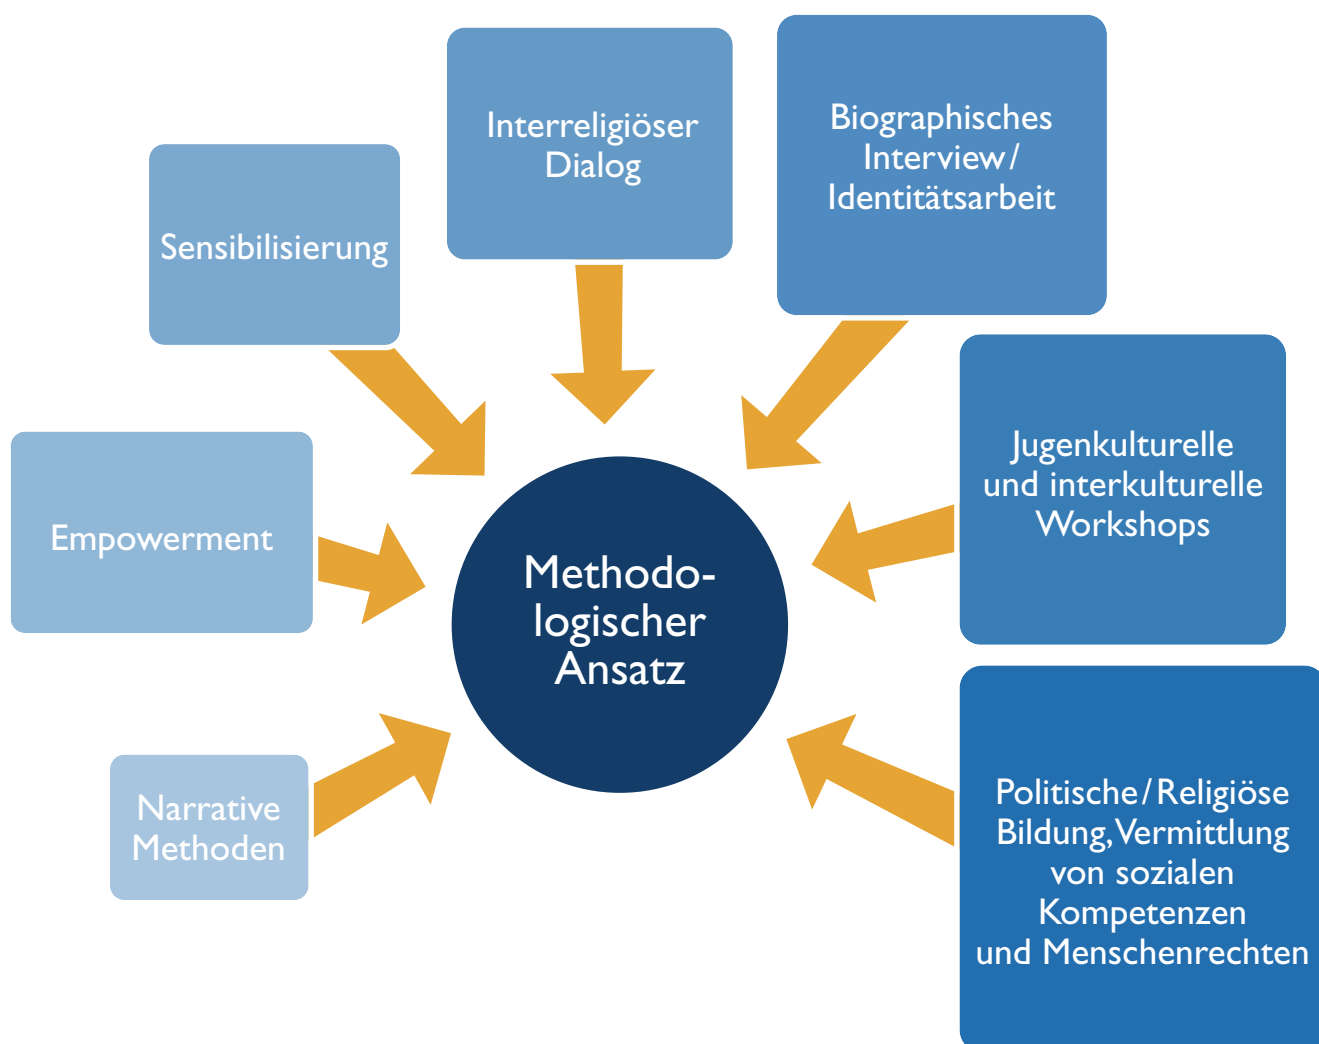 Interreligiöser
Dialog
Biographisches
Interview/
Identitätsarbeit
Sensibilisierung
Jugenkulturelle
und interkulturelle
Workshops
Empowerment
Methodo-
logischer
Ansatz
Narrative
Methoden
Politische/Religiöse
Bildung, Vermittlung
von sozialen
Kompetenzen
und Menschenrechten